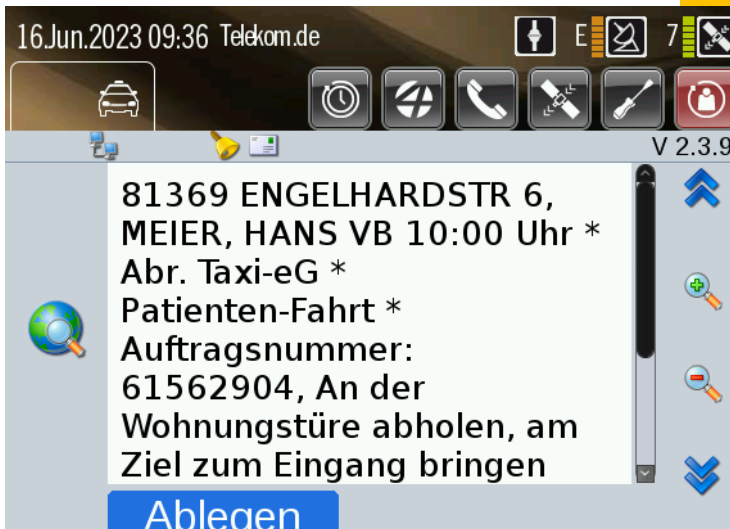 16.Jun.2023 09:36 Telekom.de
E
7
V 2.3.9
81369 ENGELHARDSTR 6,
MEIER, HANS VB 10:00 Uhr *
Abr. Taxi-eG *
Patienten-Fahrt *
Auftragsnummer:
61562904, An der
Wohnungstüre abholen, am
Ziel zum Eingang bringen
Ablegen